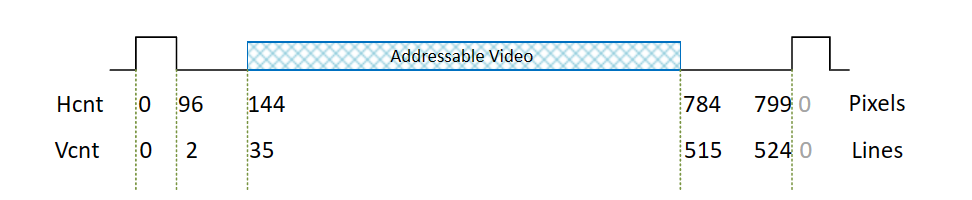 Addressable Video
Hcnt 0 96 144 784 799 0 Pixels
Vcnt 0 2 35 515 524 0 Lines